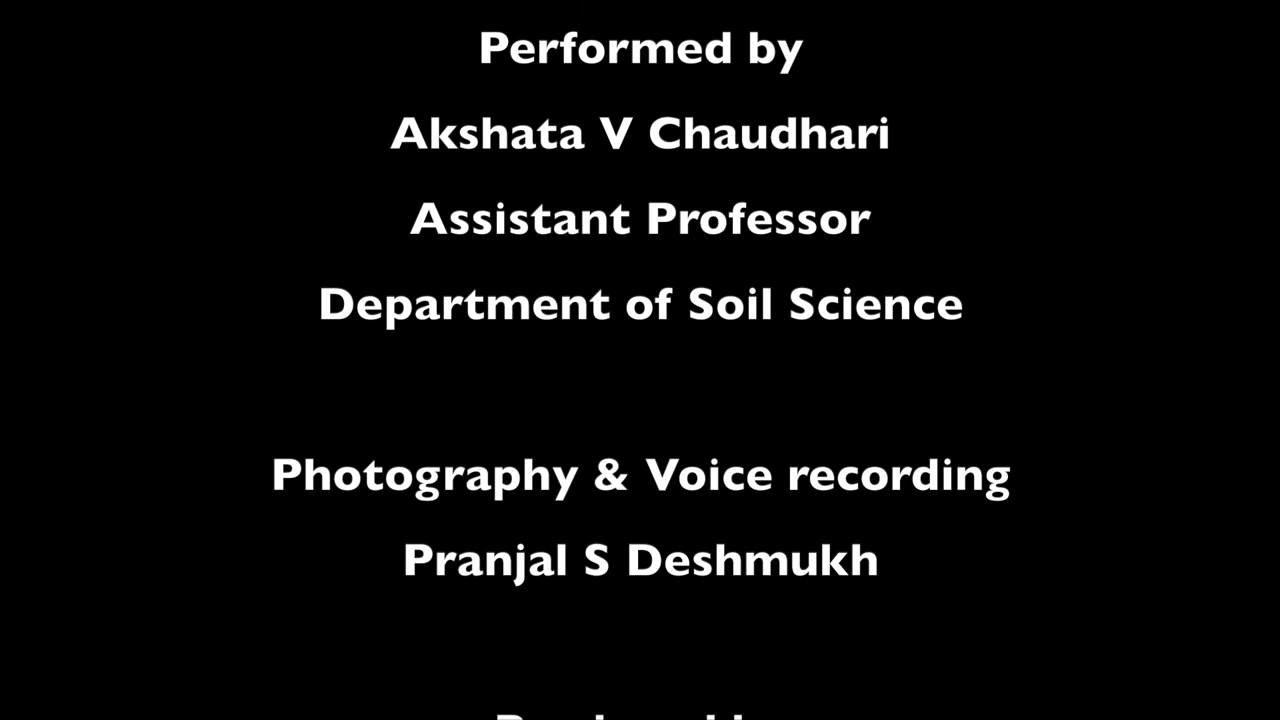 Performed by
Akshata V Chaudhari
Assistant Professor
Department of Soil Science
Photography & Voice recording
Pranjal S Deshmukh